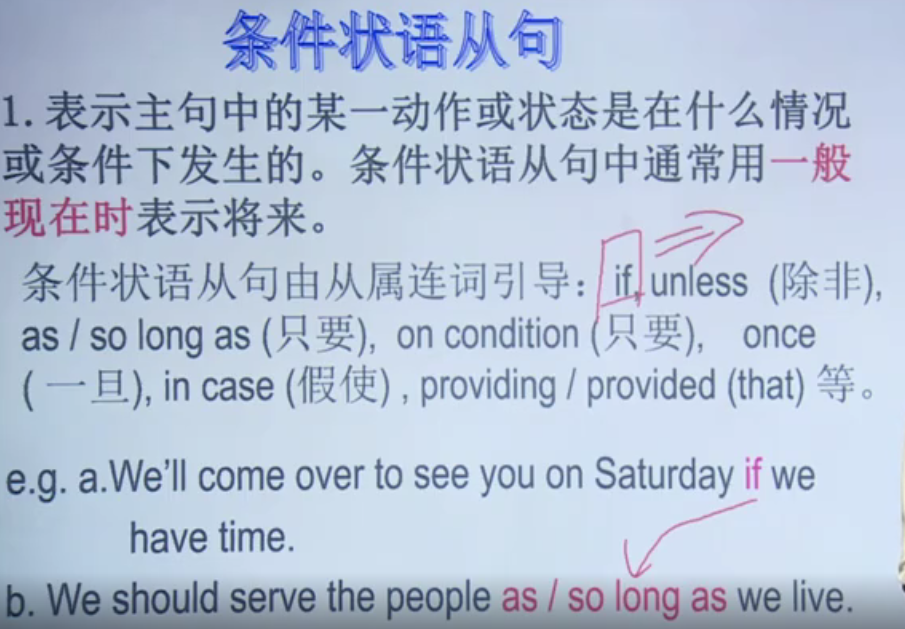 条件状语从句
1. 表示主句中的某一动作或状态是在什么情况
或条件下发生的。条件状语从句中通常用一般
现在时表示将来。
条件状语从句由从属连词引导：if, unless (除非),
as / so long as (只要), on condition (只要), once
( 一旦), in case (假使) , providing / provided (that) 等。
e.g. a.We’ll come over to see you on Saturday if we
have time.
b. We should serve the people as / so long as we live.